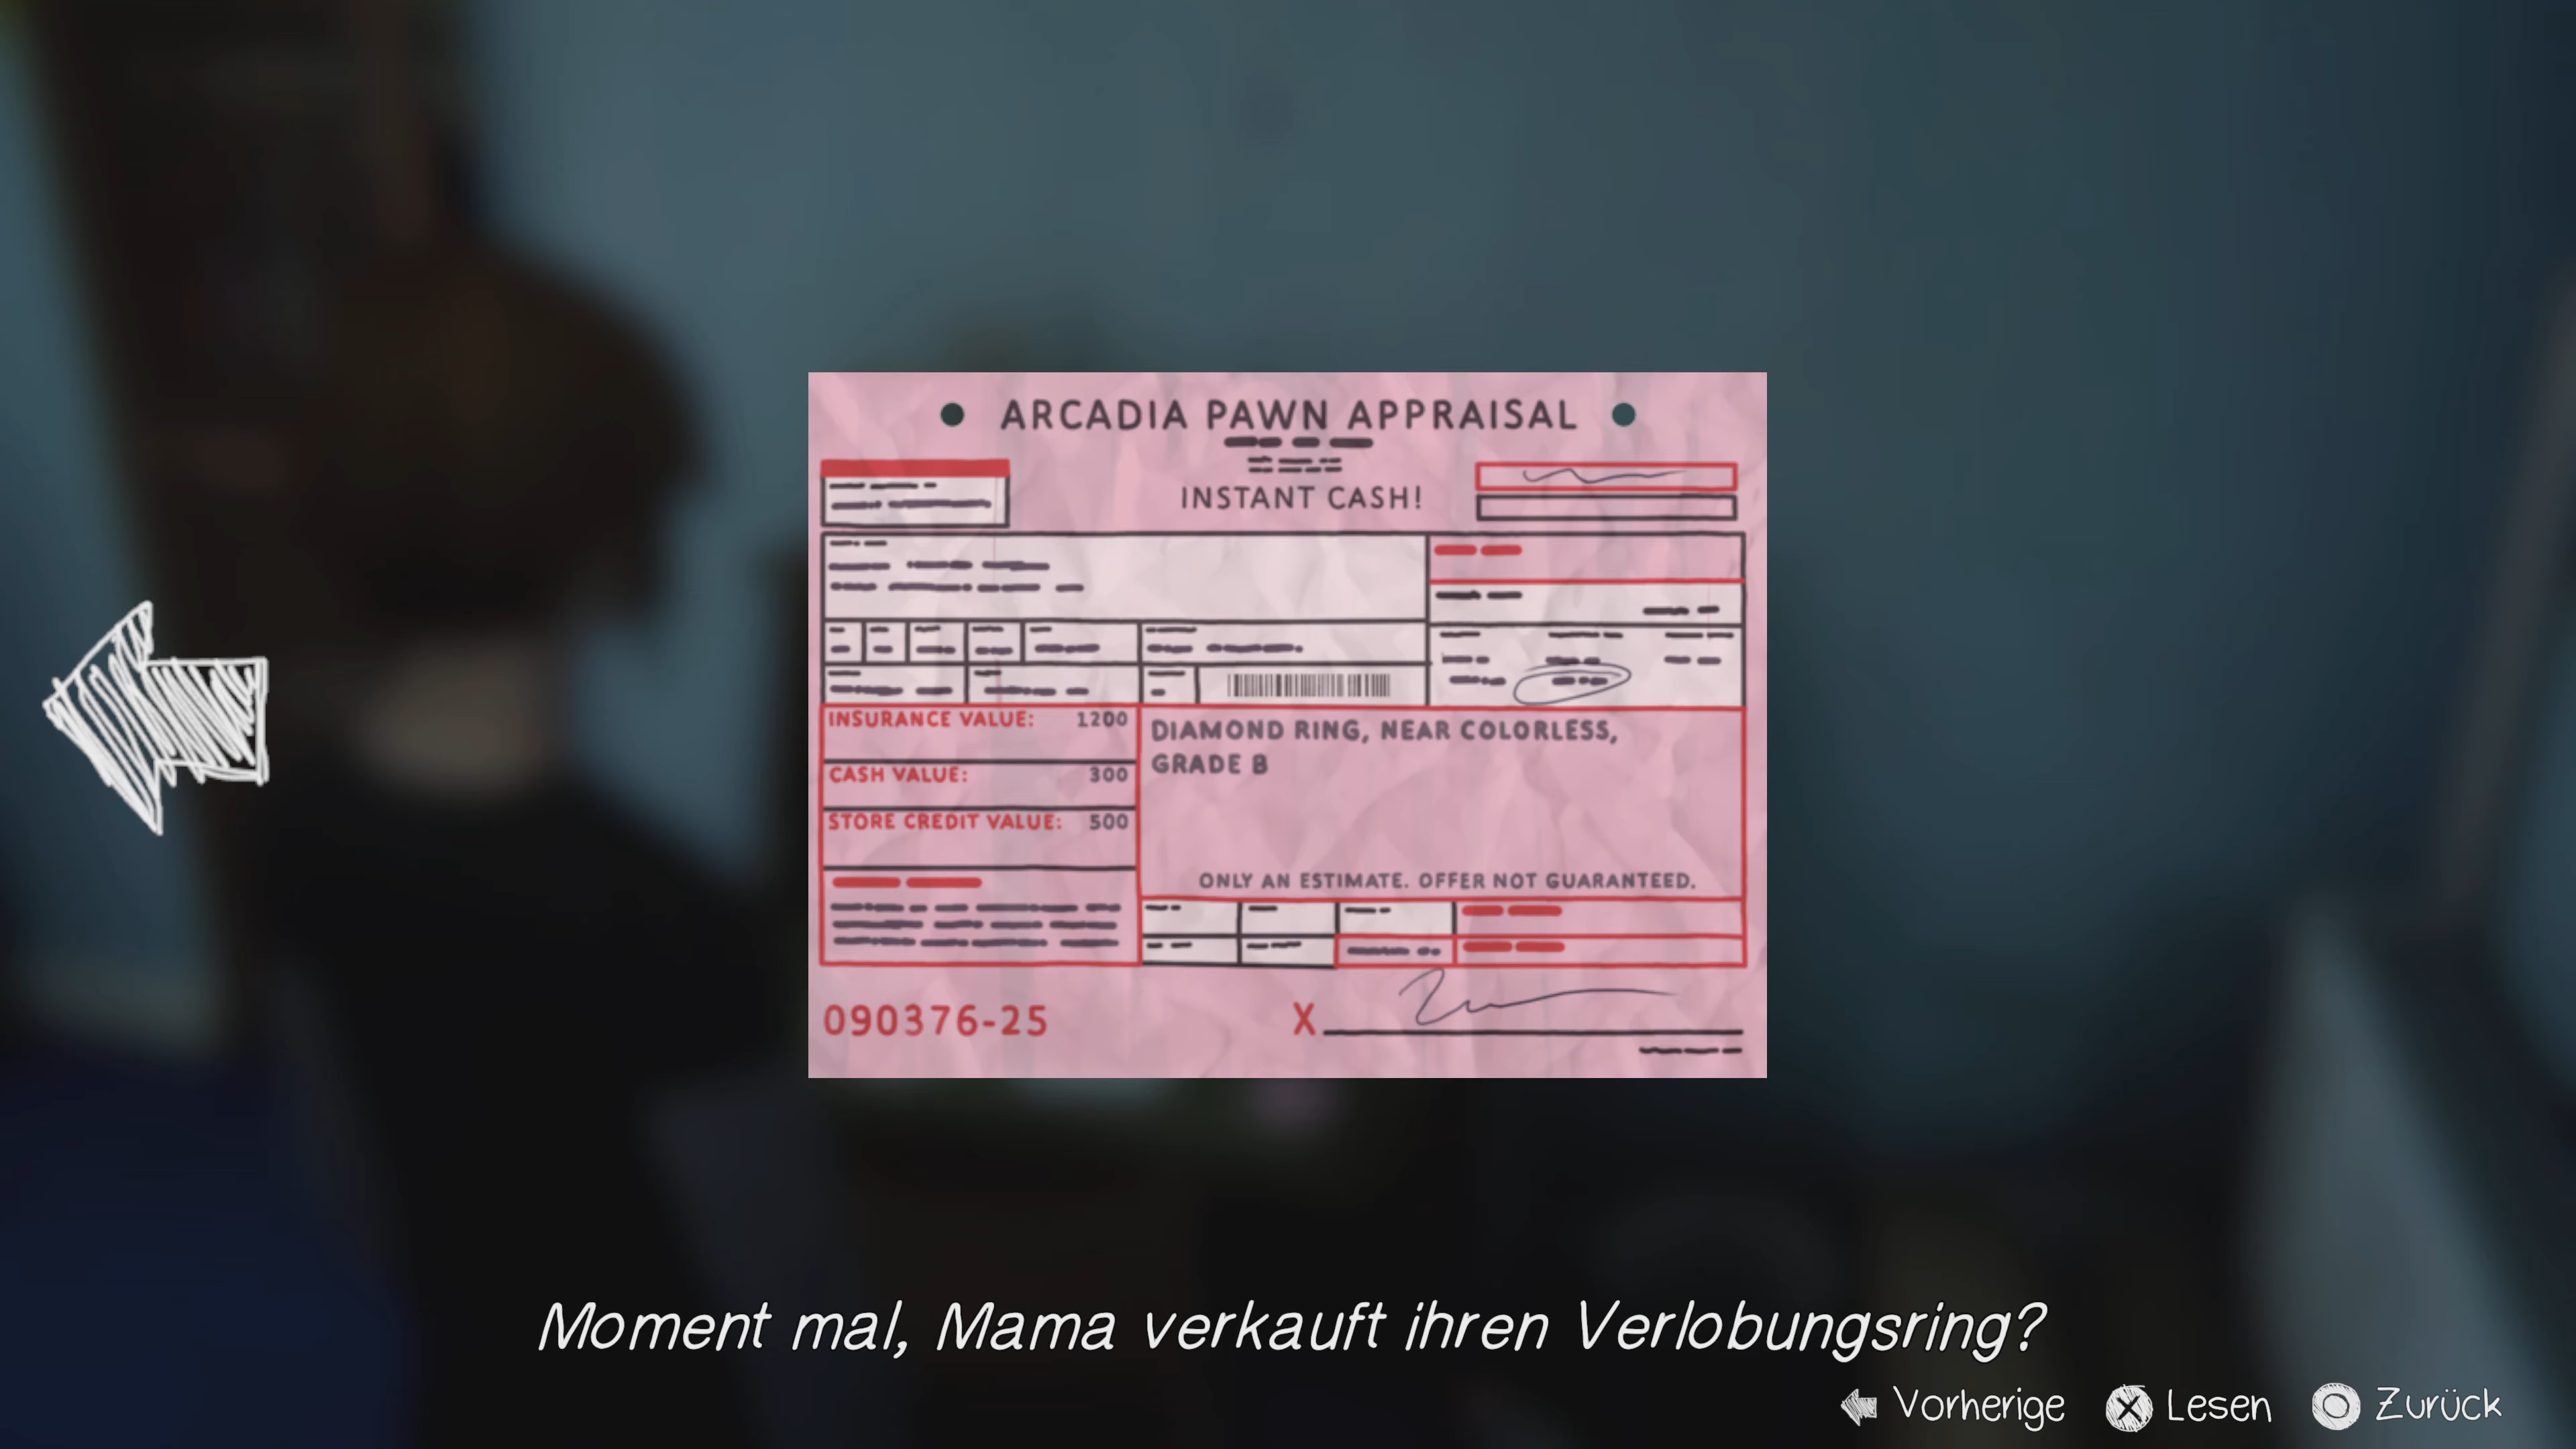 ARCADIA PAWN APPRAISAL
INSTANT CASH!
INSURANCE VALUE: 1200
CASH VALUE: 300
STORE CREDIT VALUE: 500
DIAMOND RING, NEAR COLORLESS,
GRADE B
ONLY AN ESTIMATE. OFFER NOT GUARANTEED.
090376-25
X
Moment mal, Mama verkauft ihren Verlobungsring?
Vorherige
Lesen
Zurück